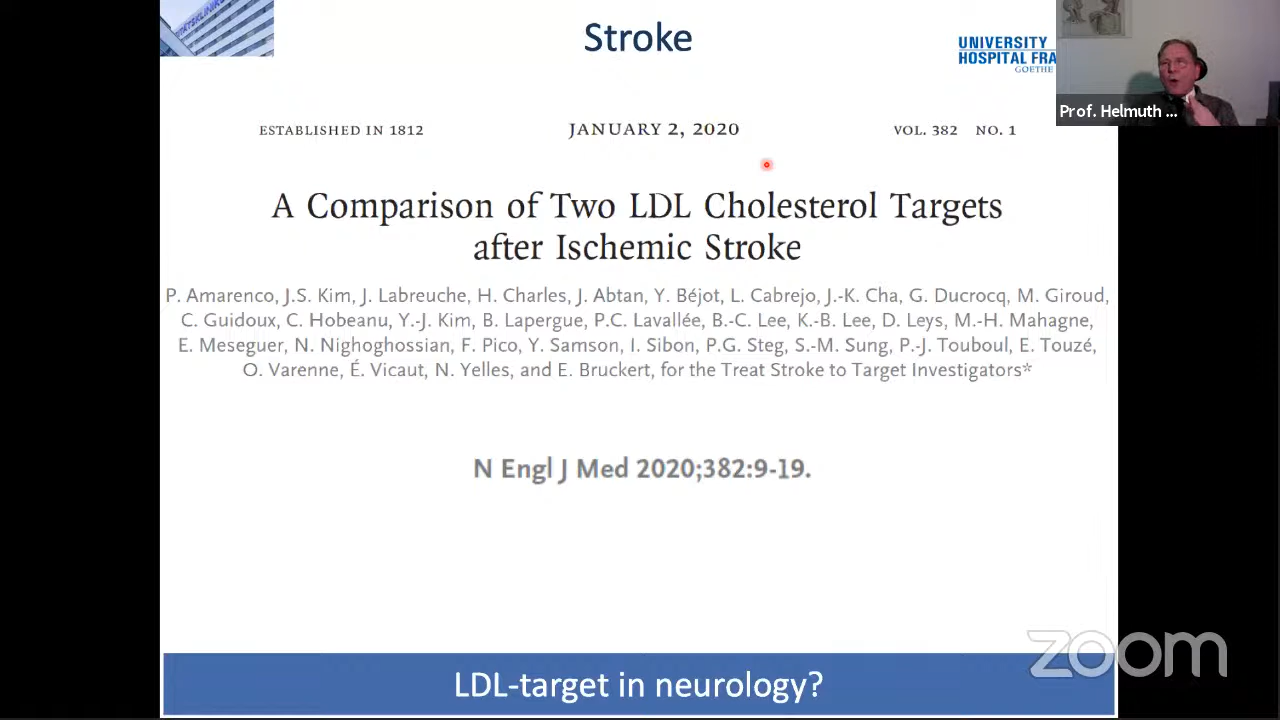 Stroke
UNIVERSITY
HOSPITAL FRA
GOETHE
Prof. Helmuth ...
ESTABLISHED IN 1812 JANUARY 2, 2020 VOL. 382 NO. 1
A Comparison of Two LDL Cholesterol Targets
after Ischemic Stroke
P. Amarenco, J.S. Kim, J. Labreuche, H. Charles, J. Abtan, Y. Béjot, L. Cabrejo, J.-K. Cha, G. Ducrocq, M. Giroud,
C. Guidoux, C. Hobeanu, Y.-J. Kim, B. Lapergue, P.C. Lavallée, B.-C. Lee, K.-B. Lee, D. Leys, M.-H. Mahagne,
E. Meseguer, N. Nighoghossian, F. Pico, Y. Samson, I. Sibon, P.G. Steg, S.-M. Sung, P.-J. Touboul, E. Touzé,
O. Varenne, É. Vicaut, N. Yelles, and E. Bruckert, for the Treat Stroke to Target Investigators*
N Engl J Med 2020;382:9-19.
zoom
LDL-target in neurology?